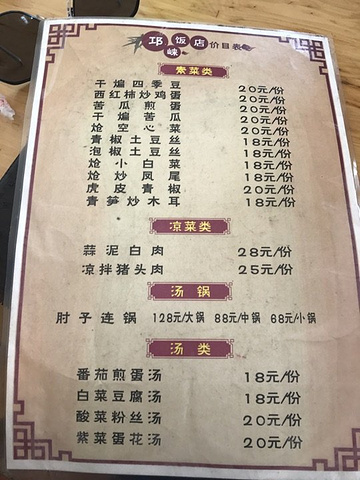 邛崃饭店价目表
素菜类
干煸四季豆 20元/份
西红柿炒鸡蛋 20元/份
苦瓜煎蛋 20元/份
干煸苦瓜 20元/份
炝空心菜 20元/份
青椒土豆丝 18元/份
泡椒土豆丝 18元/份
炝小白菜 18元/份
炝炒凤尾 18元/份
虎皮青椒 20元/份
青笋炒木耳 18元/份
凉菜类
蒜泥白肉 28元/份
凉拌猪头肉 25元/份
汤锅
肘子连锅 128元/大锅 88元/中锅 68元/小锅
汤类
番茄煎蛋汤 18元/份
白菜豆腐汤 18元/份
酸菜粉丝汤 20元/份
紫菜蛋花汤 20元/份